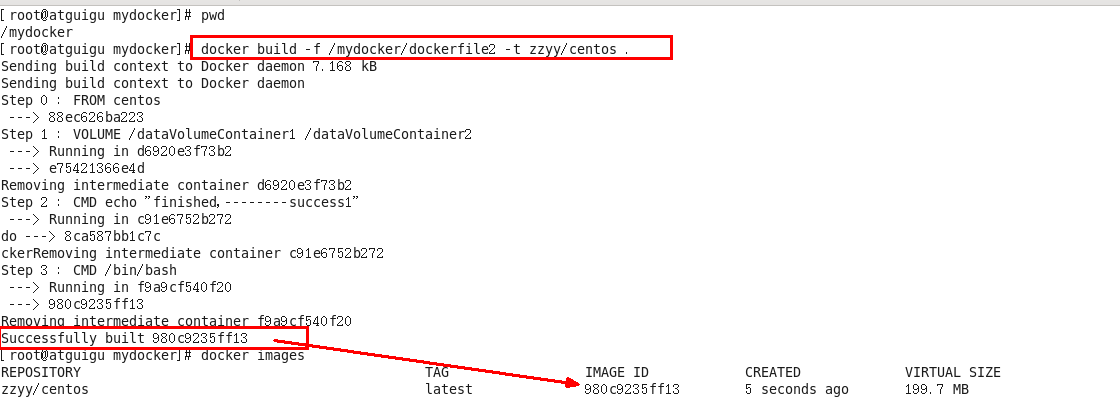 [root@atguigu mydocker]# pwd
/mydocker
[root@atguigu mydocker]# docker build -f /mydocker/dockerfile2 -t zzyy/centos .
Sending build context to Docker daemon 7.168 kB
Sending build context to Docker daemon
Step 0 : FROM centos
---> 88ec626ba223
Step 1 : VOLUME /dataVolumeContainer1 /dataVolumeContainer2
---> Running in d6920e3f73b2
---> e75421366e4d
Removing intermediate container d6920e3f73b2
Step 2 : CMD echo "finished,--------success1"
---> Running in c91e6752b272
do ---> 8ca587bb1c7c
ckerRemoving intermediate container c91e6752b272
Step 3 : CMD /bin/bash
---> Running in f9a9cf540f20
---> 980c9235ff13
Removing intermediate container f9a9cf540f20
Successfully built 980c9235ff13
[root@atguigu mydocker]# docker images
REPOSITORY TAG IMAGE ID CREATED VIRTUAL SIZE
zzyy/centos latest 980c9235ff13 5 seconds ago 199.7 MB